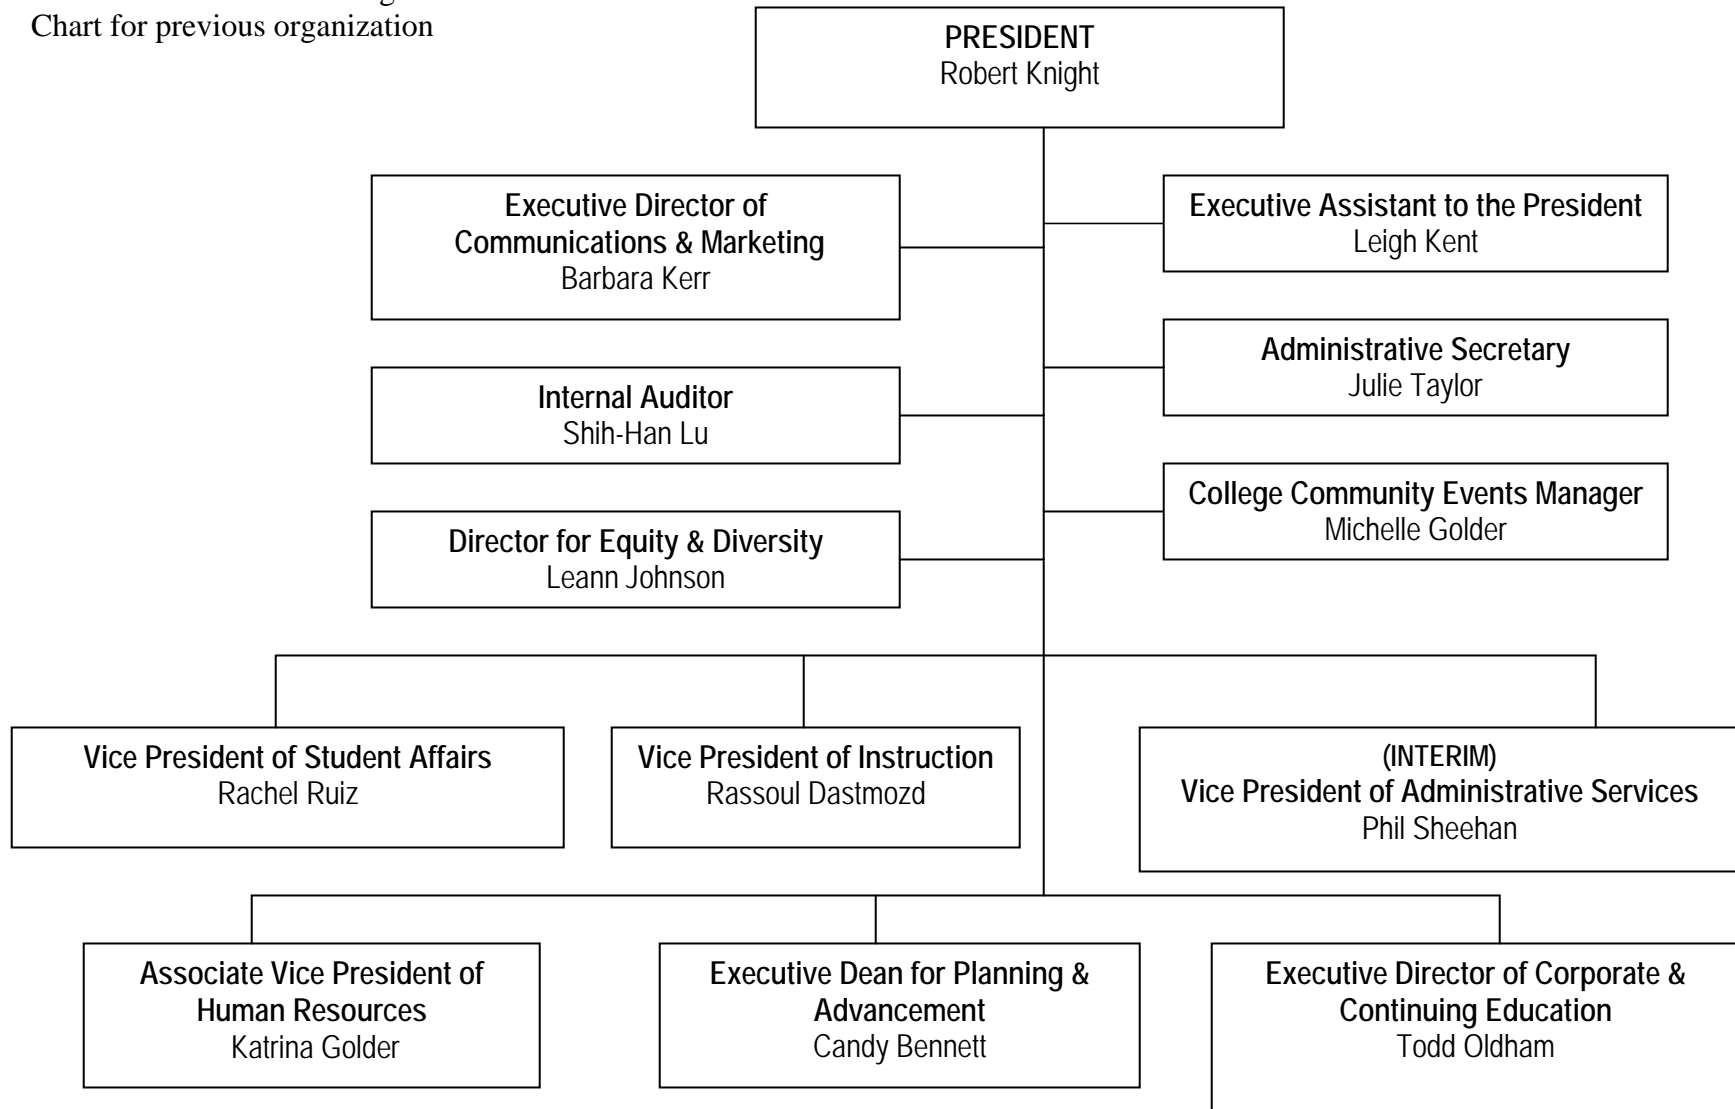 Chart for previous organization
PRESIDENT
Robert Knight
Executive Director of
Communications & Marketing
Barbara Kerr
Executive Assistant to the President
Leigh Kent
Administrative Secretary
Julie Taylor
Internal Auditor
Shih-Han Lu
College Community Events Manager
Michelle Golder
Director for Equity & Diversity
Leann Johnson
Vice President of Student Affairs
Rachel Ruiz
Vice President of Instruction
Rassoul Dastmozd
(INTERIM)
Vice President of Administrative Services
Phil Sheehan
Associate Vice President of
Human Resources
Katrina Golder
Executive Dean for Planning &
Advancement
Candy Bennett
Executive Director of Corporate &
Continuing Education
Todd Oldham